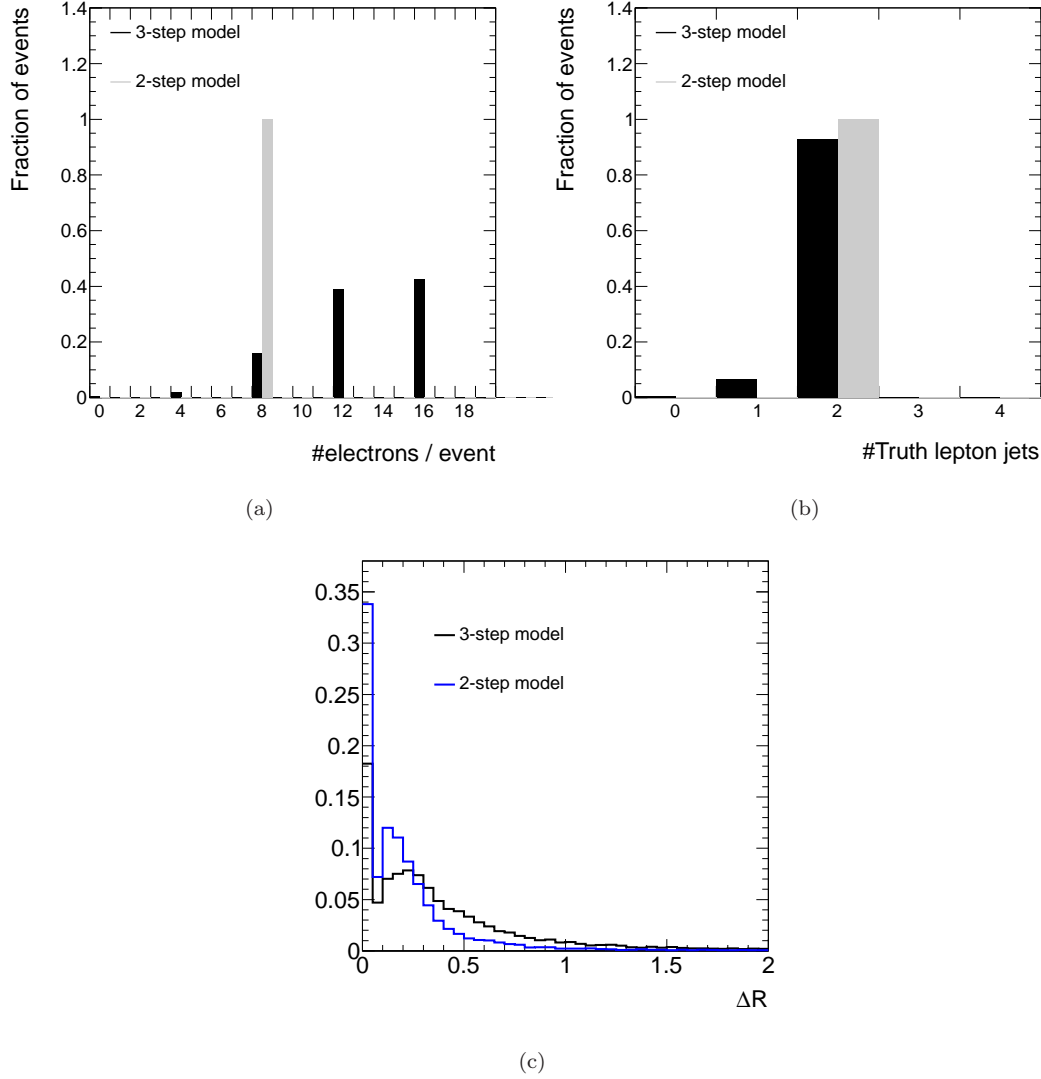 Fraction of events
1.4
1.2
1
0.8
0.6
0.4
0.2
0
3-step model
2-step model
0 2 4 6 8 10 12 14 16 18
#electrons / event
(a)
Fraction of events
1.4
1.2
1
0.8
0.6
0.4
0.2
0
3-step model
2-step model
0 1 2 3 4
#Truth lepton jets
(b)
0.35
0.3
0.25
0.2
0.15
0.1
0.05
0
3-step model
2-step model
0 0.5 1 1.5 2
ΔR
(c)